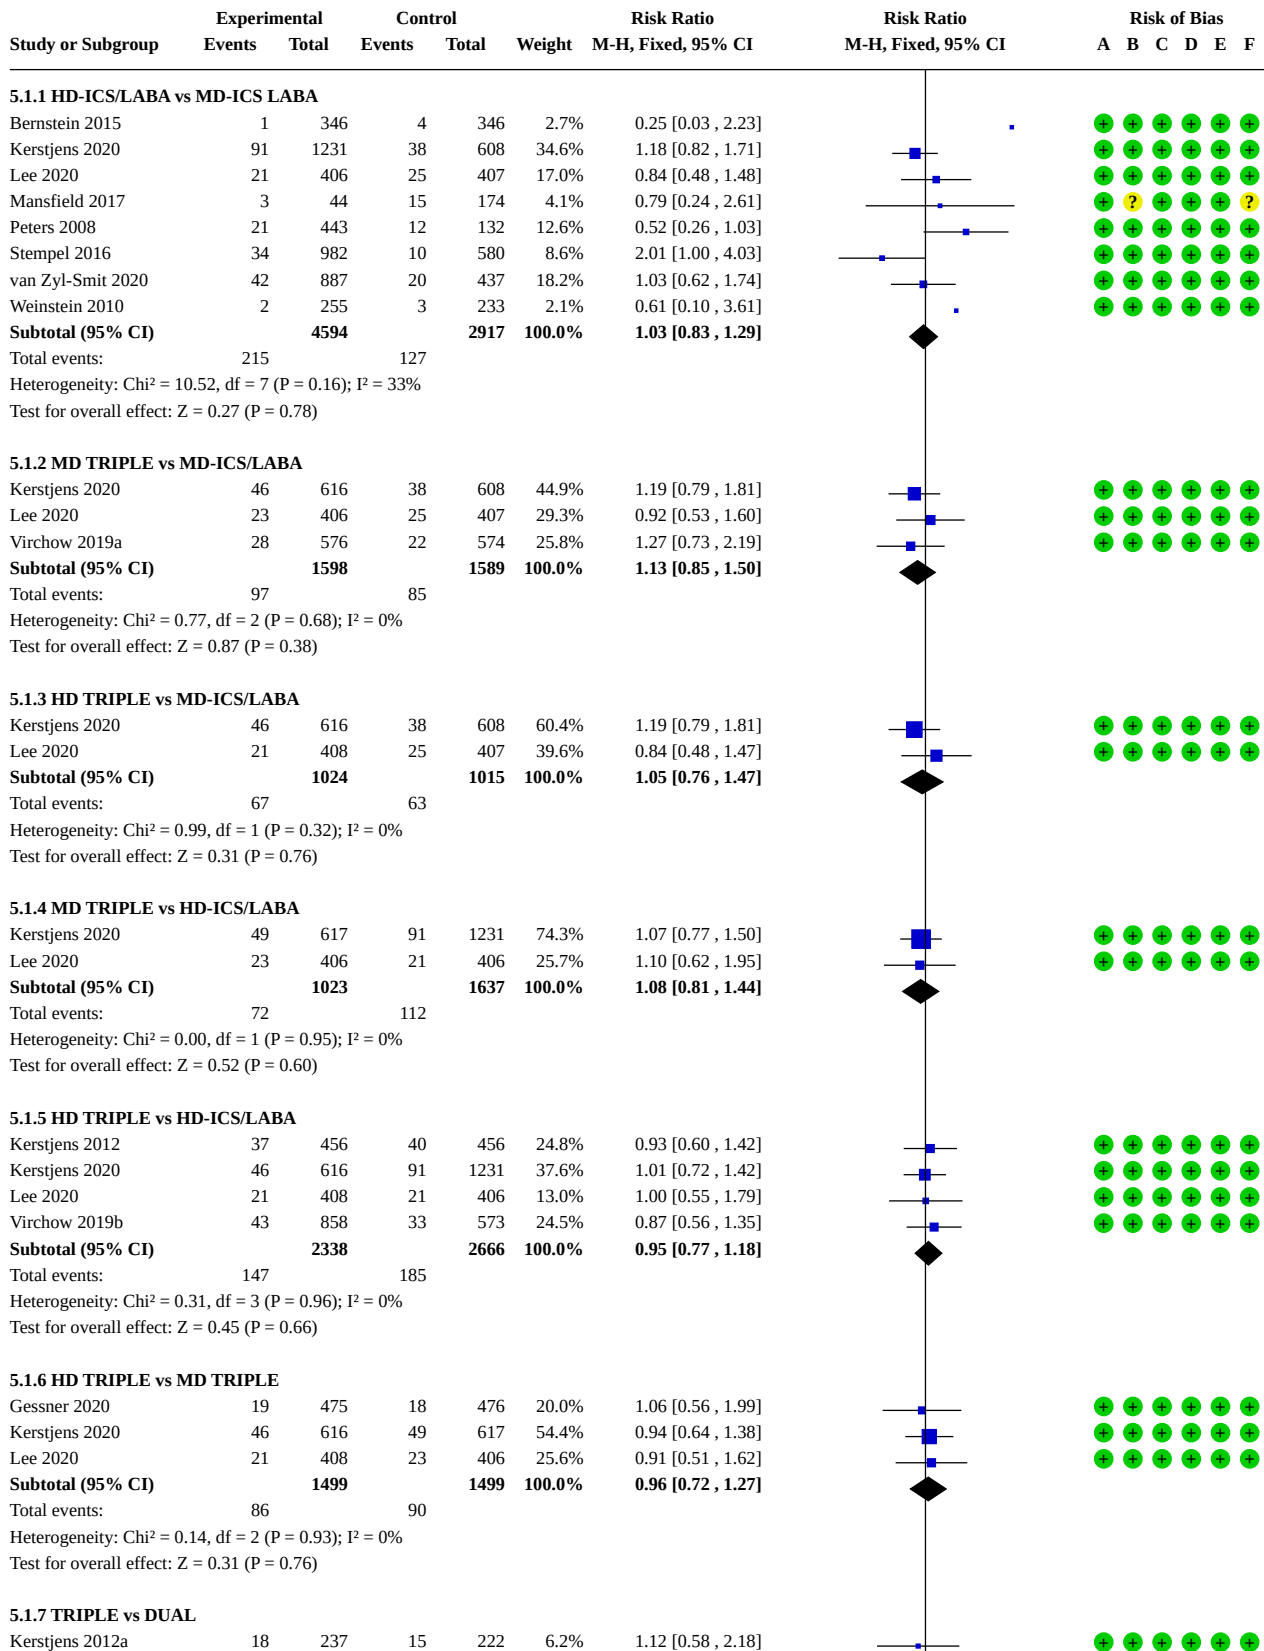 Experimental Control Risk Ratio Risk Ratio Risk of Bias
Study or Subgroup Events Total Events Total Weight M-H, Fixed, 95% CI M-H, Fixed, 95% CI A B C D E F
5.1.1 HD-ICS/LABA vs MD-ICS LABA
Bernstein 2015 1 346 4 346 2.7% 0.25 [0.03 , 2.23] + + + + + +
Kerstjens 2020 91 1231 38 608 34.6% 1.18 [0.82 , 1.71] + + + + + +
Lee 2020 21 406 25 407 17.0% 0.84 [0.48 , 1.48] + + + + + +
Mansfield 2017 3 44 15 174 4.1% 0.79 [0.24 , 2.61] + ? + + + ?
Peters 2008 21 443 12 132 12.6% 0.52 [0.26 , 1.03] + + + + + +
Stempel 2016 34 982 10 580 8.6% 2.01 [1.00 , 4.03] + + + + + +
van Zyl-Smit 2020 42 887 20 437 18.2% 1.03 [0.62 , 1.74] + + + + + +
Weinstein 2010 2 255 3 233 2.1% 0.61 [0.10 , 3.61] + + + + + +
Subtotal (95% CI) 4594 2917 100.0% 1.03 [0.83 , 1.29]
Total events: 215 127
Heterogeneity: Chi² = 10.52, df = 7 (P = 0.16); I² = 33%
Test for overall effect: Z = 0.27 (P = 0.78)
5.1.2 MD TRIPLE vs MD-ICS/LABA
Kerstjens 2020 46 616 38 608 44.9% 1.19 [0.79 , 1.81] + + + + + +
Lee 2020 23 406 25 407 29.3% 0.92 [0.53 , 1.60] + + + + + +
Virchow 2019a 28 576 22 574 25.8% 1.27 [0.73 , 2.19] + + + + + +
Subtotal (95% CI) 1598 1589 100.0% 1.13 [0.85 , 1.50]
Total events: 97 85
Heterogeneity: Chi² = 0.77, df = 2 (P = 0.68); I² = 0%
Test for overall effect: Z = 0.87 (P = 0.38)
5.1.3 HD TRIPLE vs MD-ICS/LABA
Kerstjens 2020 46 616 38 608 60.4% 1.19 [0.79 , 1.81] + + + + + +
Lee 2020 21 408 25 407 39.6% 0.84 [0.48 , 1.47] + + + + + +
Subtotal (95% CI) 1024 1015 100.0% 1.05 [0.76 , 1.47]
Total events: 67 63
Heterogeneity: Chi² = 0.99, df = 1 (P = 0.32); I² = 0%
Test for overall effect: Z = 0.31 (P = 0.76)
5.1.4 MD TRIPLE vs HD-ICS/LABA
Kerstjens 2020 49 617 91 1231 74.3% 1.07 [0.77 , 1.50] + + + + + +
Lee 2020 23 406 21 406 25.7% 1.10 [0.62 , 1.95] + + + + + +
Subtotal (95% CI) 1023 1637 100.0% 1.08 [0.81 , 1.44]
Total events: 72 112
Heterogeneity: Chi² = 0.00, df = 1 (P = 0.95); I² = 0%
Test for overall effect: Z = 0.52 (P = 0.60)
5.1.5 HD TRIPLE vs HD-ICS/LABA
Kerstjens 2012 37 456 40 456 24.8% 0.93 [0.60 , 1.42] + + + + + +
Kerstjens 2020 46 616 91 1231 37.6% 1.01 [0.72 , 1.42] + + + + + +
Lee 2020 21 408 21 406 13.0% 1.00 [0.55 , 1.79] + + + + + +
Virchow 2019b 43 858 33 573 24.5% 0.87 [0.56 , 1.35] + + + + + +
Subtotal (95% CI) 2338 2666 100.0% 0.95 [0.77 , 1.18]
Total events: 147 185
Heterogeneity: Chi² = 0.31, df = 3 (P = 0.96); I² = 0%
Test for overall effect: Z = 0.45 (P = 0.66)
5.1.6 HD TRIPLE vs MD TRIPLE
Gessner 2020 19 475 18 476 20.0% 1.06 [0.56 , 1.99] + + + + + +
Kerstjens 2020 46 616 49 617 54.4% 0.94 [0.64 , 1.38] + + + + + +
Lee 2020 21 408 23 406 25.6% 0.91 [0.51 , 1.62] + + + + + +
Subtotal (95% CI) 1499 1499 100.0% 0.96 [0.72 , 1.27]
Total events: 86 90
Heterogeneity: Chi² = 0.14, df = 2 (P = 0.93); I² = 0%
Test for overall effect: Z = 0.31 (P = 0.76)
5.1.7 TRIPLE vs DUAL
Kerstjens 2012a 18 237 15 222 6.2% 1.12 [0.58 , 2.18] + + + + + +